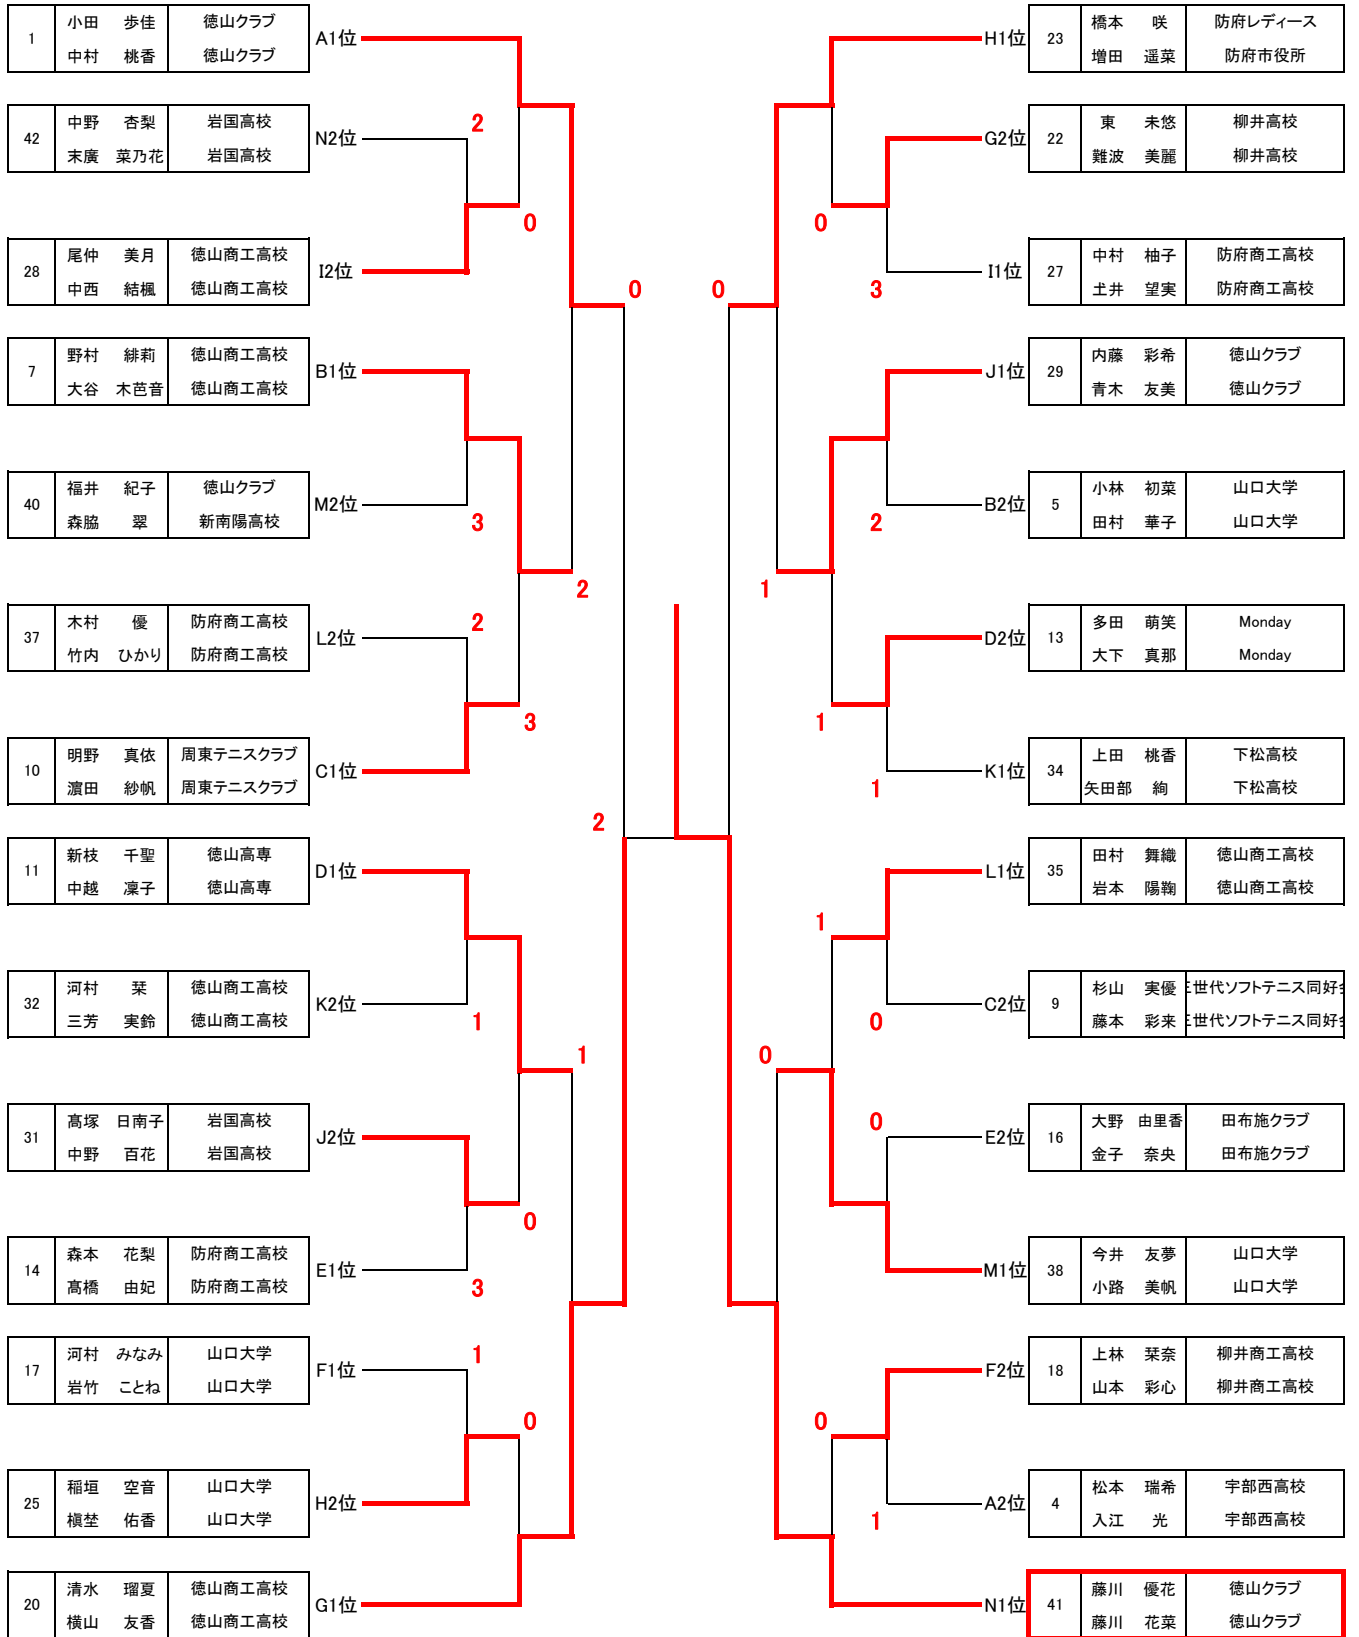 1 小田 歩佳 徳山クラブ
中村 桃香 徳山クラブ
A1位
42 中野 杏梨 岩国高校
末廣 菜乃花 岩国高校
N2位
2
0
28 尾仲 美月 徳山商工高校
中西 結楓 徳山商工高校
I2位
0
7 野村 緋莉 徳山商工高校
大谷 木芭音 徳山商工高校
B1位
40 福井 紀子 徳山クラブ
森脇 翠 新南陽高校
M2位
3
2
37 木村 優 防府商工高校
竹内 ひかり 防府商工高校
L2位
2
3
10 明野 真依 周東テニスクラブ
濵田 紗帆 周東テニスクラブ
C1位
2
11 新枝 千聖 徳山高専
中越 凜子 徳山高専
D1位
32 河村 栞 徳山商工高校
三芳 実鈴 徳山商工高校
K2位
1
1
31 髙塚 日南子 岩国高校
中野 百花 岩国高校
J2位
0
14 森本 花梨 防府商工高校
髙橋 由妃 防府商工高校
E1位
3
17 河村 みなみ 山口大学
岩竹 ことね 山口大学
F1位
1
0
25 稲垣 空音 山口大学
槇埜 佑香 山口大学
H2位
20 清水 瑠夏 徳山商工高校
横山 友香 徳山商工高校
G1位
H1位
23 橋本 咲 防府レディース
増田 遥菜 防府市役所
G2位
22 東 未悠 柳井高校
難波 美麗 柳井高校
0
I1位
27 中村 柚子 防府商工高校
圡井 望実 防府商工高校
0
3
J1位
29 内藤 彩希 徳山クラブ
青木 友美 徳山クラブ
B2位
5 小林 初菜 山口大学
田村 華子 山口大学
2
1
D2位
13 多田 萌笑 Monday
大下 真那 Monday
1
K1位
34 上田 桃香 下松高校
矢田部 絢 下松高校
1
L1位
35 田村 舞織 徳山商工高校
岩本 陽鞠 徳山商工高校
1
C2位
9 杉山 実優 世代ソフトテニス同好
藤本 彩来 世代ソフトテニス同好
0
0
E2位
16 大野 由里香 田布施クラブ
金子 奈央 田布施クラブ
0
M1位
38 今井 友夢 山口大学
小路 美帆 山口大学
F2位
18 上林 栞奈 柳井商工高校
山本 彩心 柳井商工高校
0
A2位
4 松本 瑞希 宇部西高校
入江 光 宇部西高校
1
N1位
41 藤川 優花 徳山クラブ
藤川 花菜 徳山クラブ